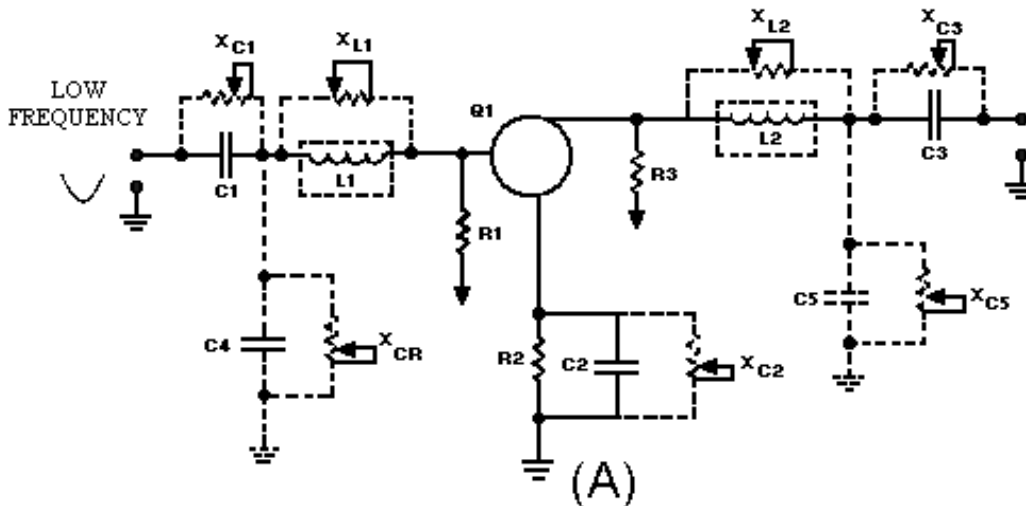 XC1
XL1
XL2
XC3
LOW
FREQUENCY
Q1
C1
L1
L2
C3
R3
R1
C4
XCR
R2
C2
XC2
C5
XC5
(A)